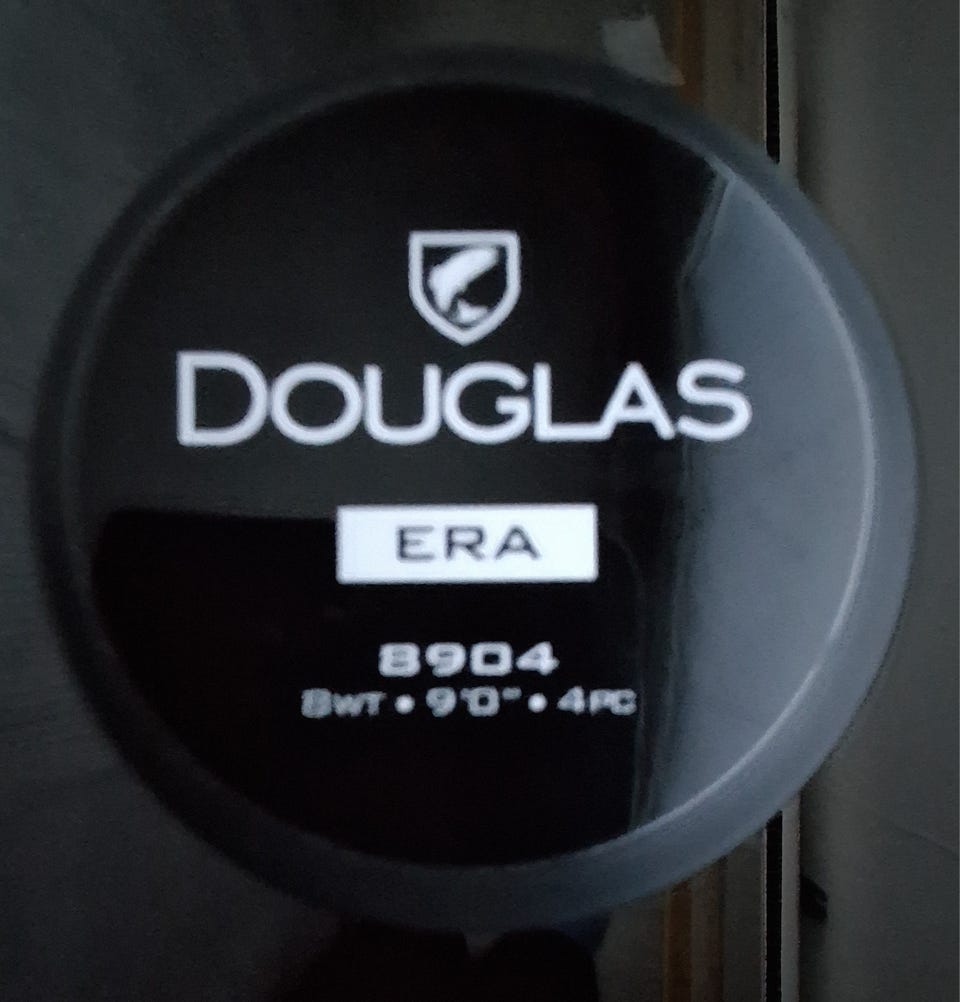 DOUGLAS
ERA
8904
8WT • 9'0" • 4PC